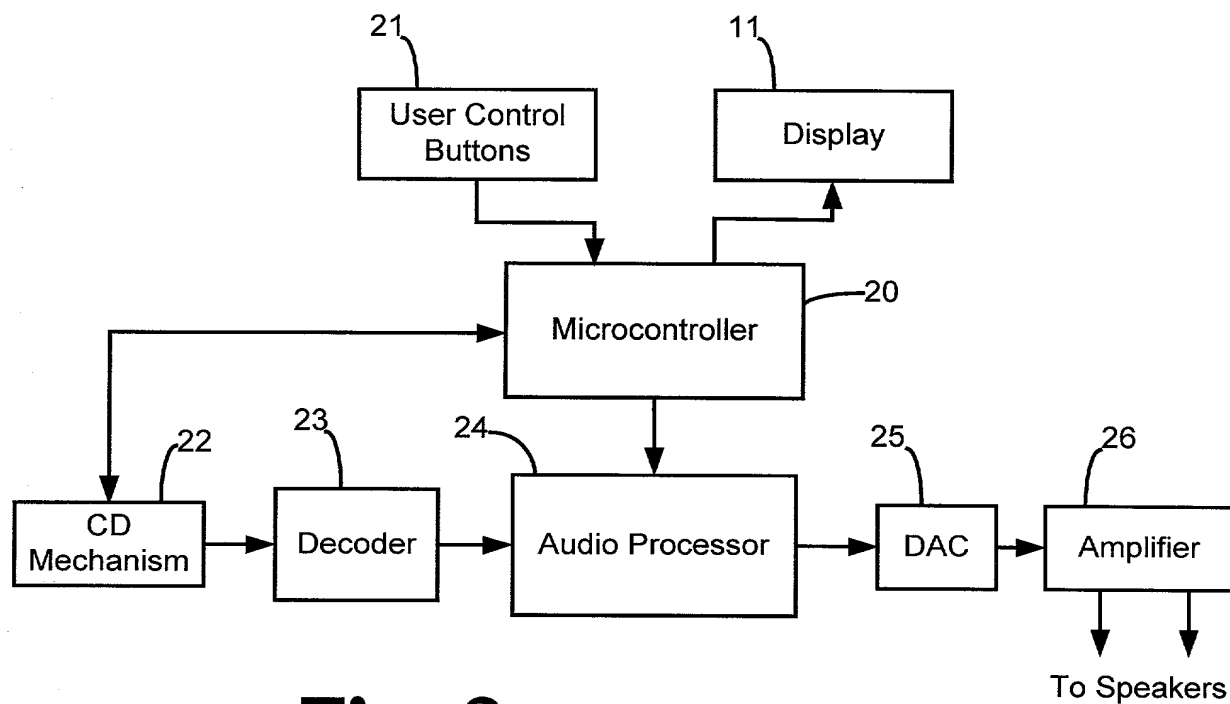 21
11
User Control
Buttons
Display
20
Microcontroller
22
23
24
25
26
CD
Mechanism
Decoder
Audio Processor
DAC
Amplifier
To Speakers